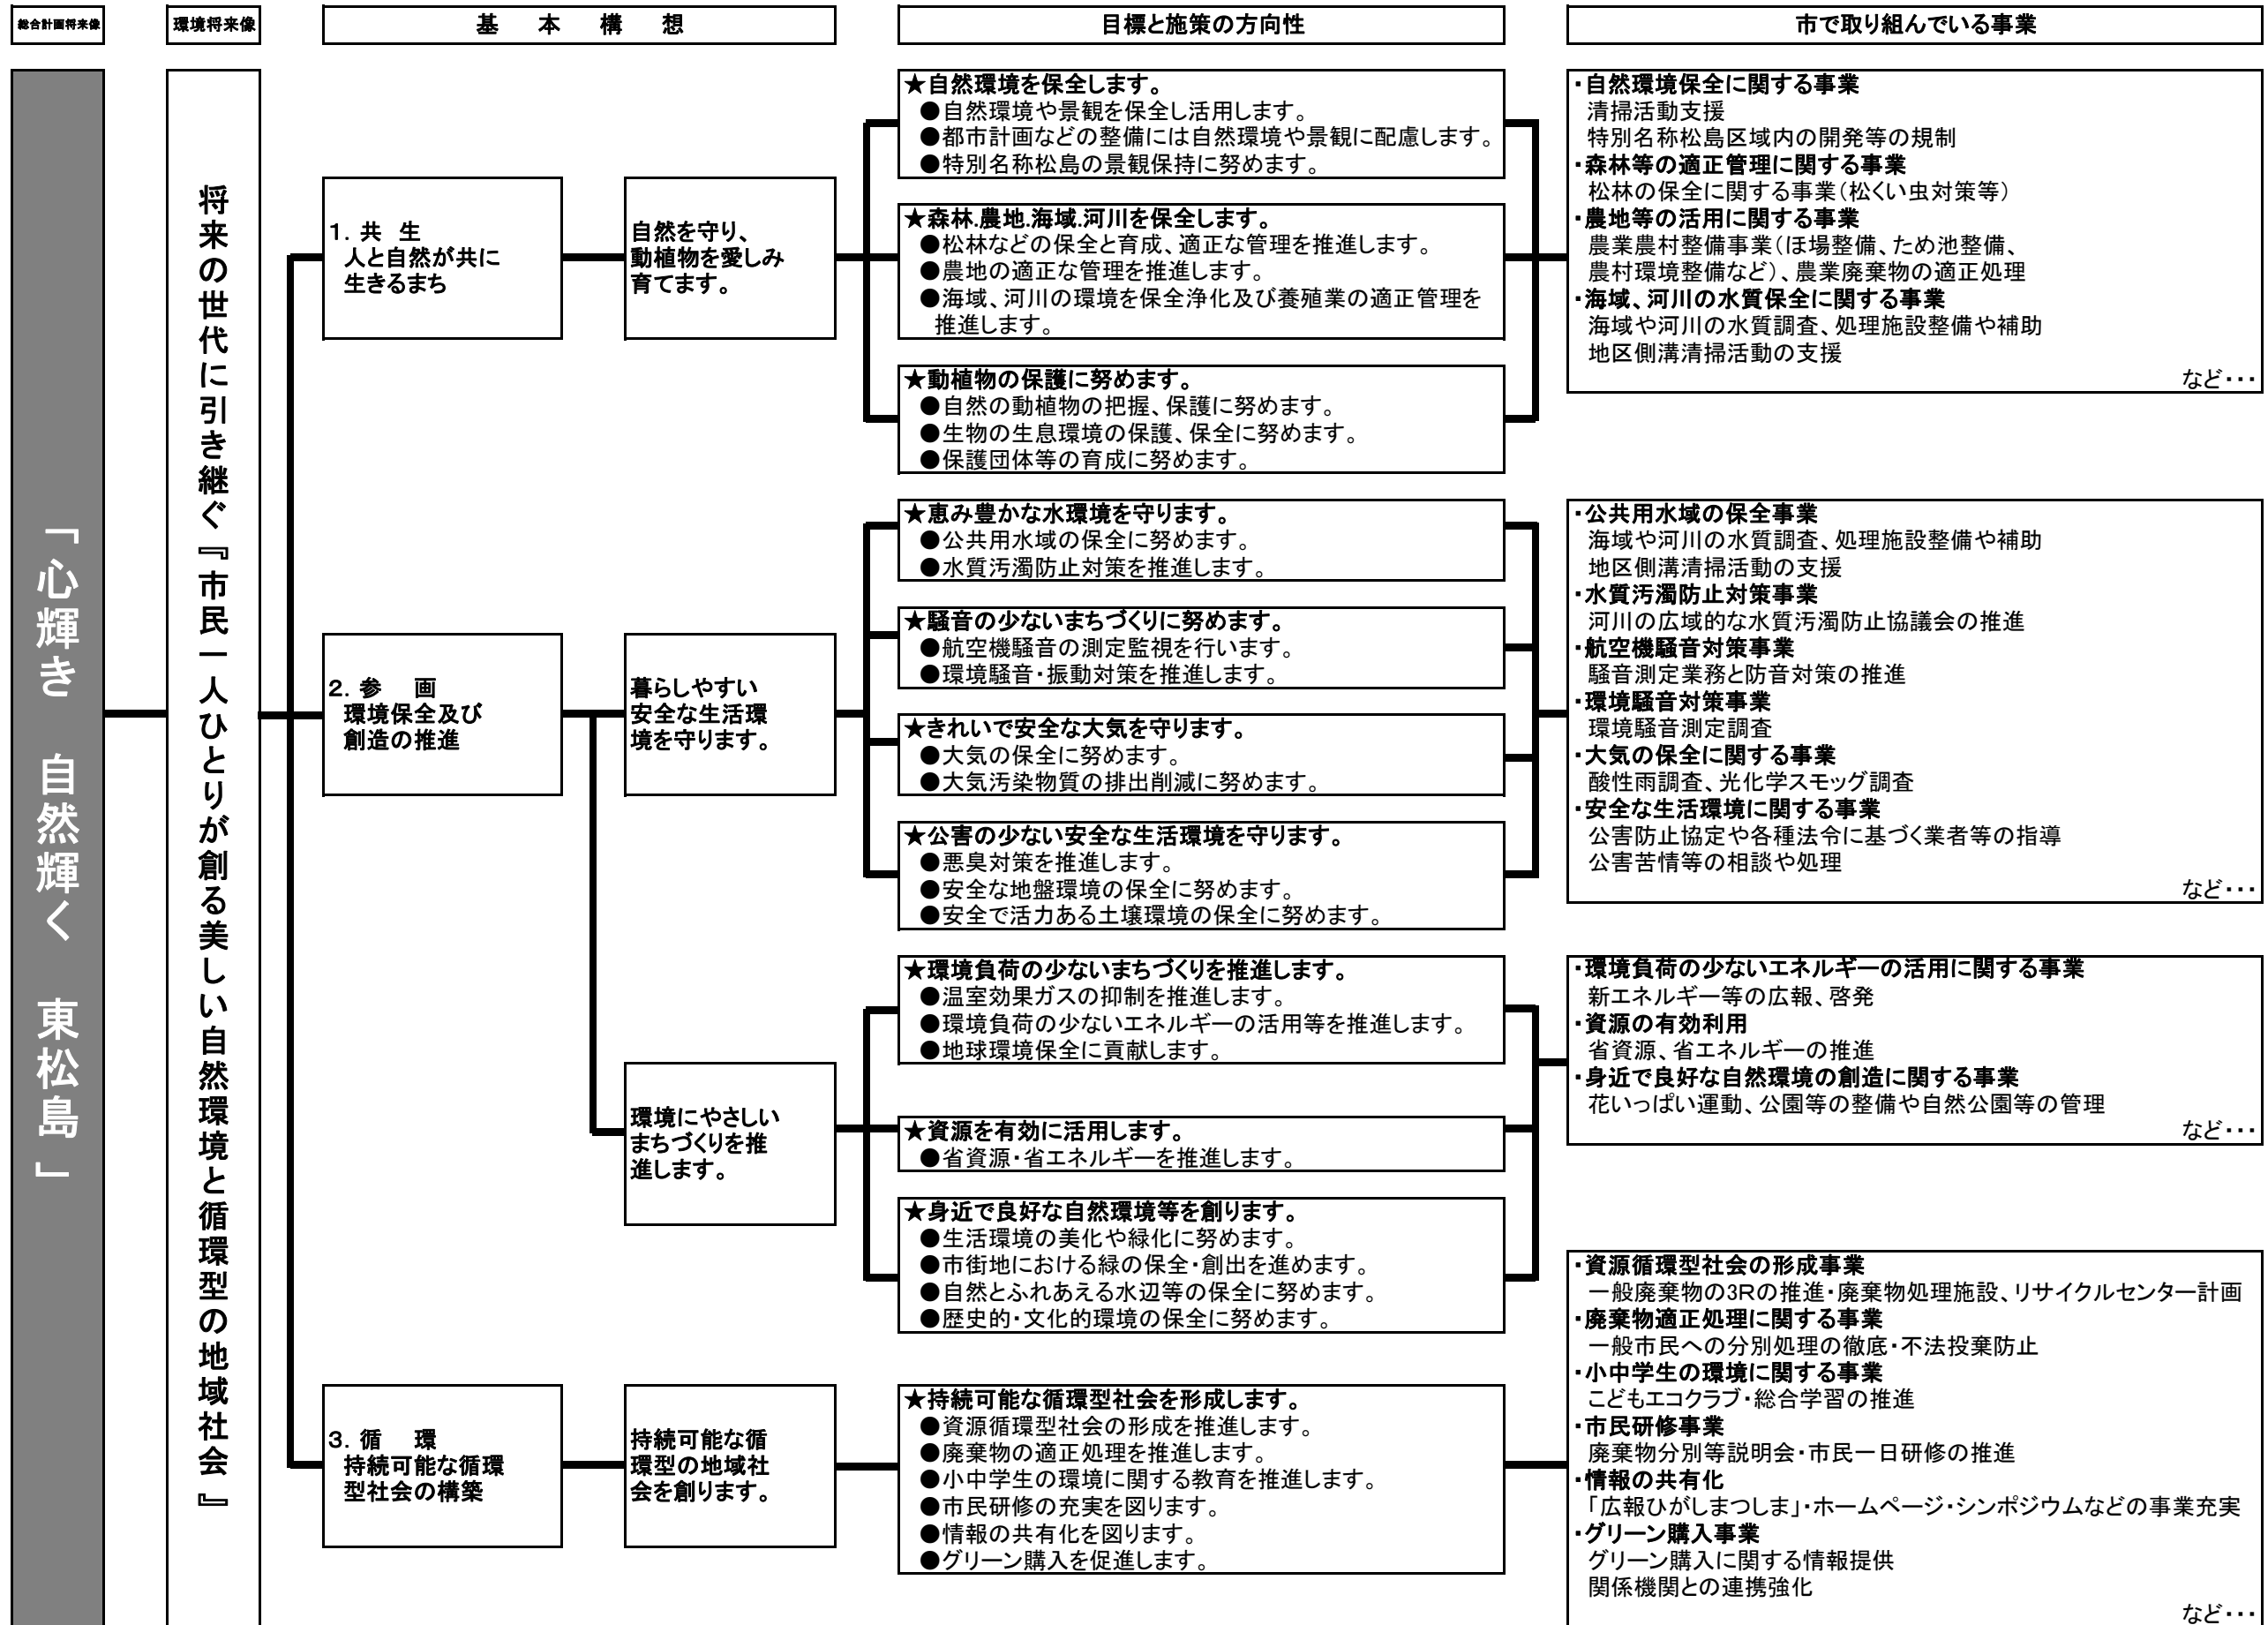 総合計画将来像
環境将来像
基　本　構　想
目標と施策の方向性
市で取り組んでいる事業
「心輝き　自然輝く　東松島」
将来の世代に引き継ぐ『市民一人ひとりが創る美しい自然環境と循環型の地域社会』
1. 共　生
人と自然が共に
生きるまち
自然を守り、
動植物を愛しみ
育てます。
★自然環境を保全します。
●自然環境や景観を保全し活用します。
●都市計画などの整備には自然環境や景観に配慮します。
●特別名称松島の景観保持に努めます。
★森林.農地.海域.河川を保全します。
●松林などの保全と育成、適正な管理を推進します。
●農地の適正な管理を推進します。
●海域、河川の環境を保全浄化及び養殖業の適正管理を
推進します。
★動植物の保護に努めます。
●自然の動植物の把握、保護に努めます。
●生物の生息環境の保護、保全に努めます。
●保護団体等の育成に努めます。
・自然環境保全に関する事業
清掃活動支援
特別名称松島区域内の開発等の規制
・森林等の適正管理に関する事業
松林の保全に関する事業（松くい虫対策等）
・農地等の活用に関する事業
農業農村整備事業（ほ場整備、ため池整備、
農村環境整備など）、農業廃棄物の適正処理
・海域、河川の水質保全に関する事業
海域や河川の水質調査、処理施設整備や補助
地区側溝清掃活動の支援
など・・・
2. 参　画
環境保全及び
創造の推進
暮らしやすい
安全な生活環
境を守ります。
★恵み豊かな水環境を守ります。
●公共用水域の保全に努めます。
●水質汚濁防止対策を推進します。
★騒音の少ないまちづくりに努めます。
●航空機騒音の測定監視を行います。
●環境騒音・振動対策を推進します。
★きれいで安全な大気を守ります。
●大気の保全に努めます。
●大気汚染物質の排出削減に努めます。
★公害の少ない安全な生活環境を守ります。
●悪臭対策を推進します。
●安全な地盤環境の保全に努めます。
●安全で活力ある土壌環境の保全に努めます。
・公共用水域の保全事業
海域や河川の水質調査、処理施設整備や補助
地区側溝清掃活動の支援
・水質汚濁防止対策事業
河川の広域的な水質汚濁防止協議会の推進
・航空機騒音対策事業
騒音測定業務と防音対策の推進
・環境騒音対策事業
環境騒音測定調査
・大気の保全に関する事業
酸性雨調査、光化学スモッグ調査
・安全な生活環境に関する事業
公害防止協定や各種法令に基づく業者等の指導
公害苦情等の相談や処理
など・・・
環境にやさしい
まちづくりを推
進します。
★環境負荷の少ないまちづくりを推進します。
●温室効果ガスの抑制を推進します。
●環境負荷の少ないエネルギーの活用等を推進します。
●地球環境保全に貢献します。
★資源を有効に活用します。
●省資源・省エネルギーを推進します。
★身近で良好な自然環境等を創ります。
●生活環境の美化や緑化に努めます。
●市街地における緑の保全・創出を進めます。
●自然とふれあえる水辺等の保全に努めます。
●歴史的・文化的環境の保全に努めます。
・環境負荷の少ないエネルギーの活用に関する事業
新エネルギー等の広報、啓発
・資源の有効利用
省資源、省エネルギーの推進
・身近で良好な自然環境の創造に関する事業
花いっぱい運動、公園等の整備や自然公園等の管理
など・・・
3. 循　環
持続可能な循環
型社会の構築
持続可能な循
環型の地域社
会を創ります。
★持続可能な循環型社会を形成します。
●資源循環型社会の形成を推進します。
●廃棄物の適正処理を推進します。
●小中学生の環境に関する教育を推進します。
●市民研修の充実を図ります。
●情報の共有化を図ります。
●グリーン購入を促進します。
・資源循環型社会の形成事業
一般廃棄物の3Rの推進・廃棄物処理施設、リサイクルセンター計画
・廃棄物適正処理に関する事業
一般市民への分別処理の徹底・不法投棄防止
・小中学生の環境に関する事業
こどもエコクラブ・総合学習の推進
・市民研修事業
廃棄物分別等説明会・市民一日研修の推進
・情報の共有化
「広報ひがしまつしま」・ホームページ・シンポジウムなどの事業充実
・グリーン購入事業
グリーン購入に関する情報提供
関係機関との連携強化
など・・・